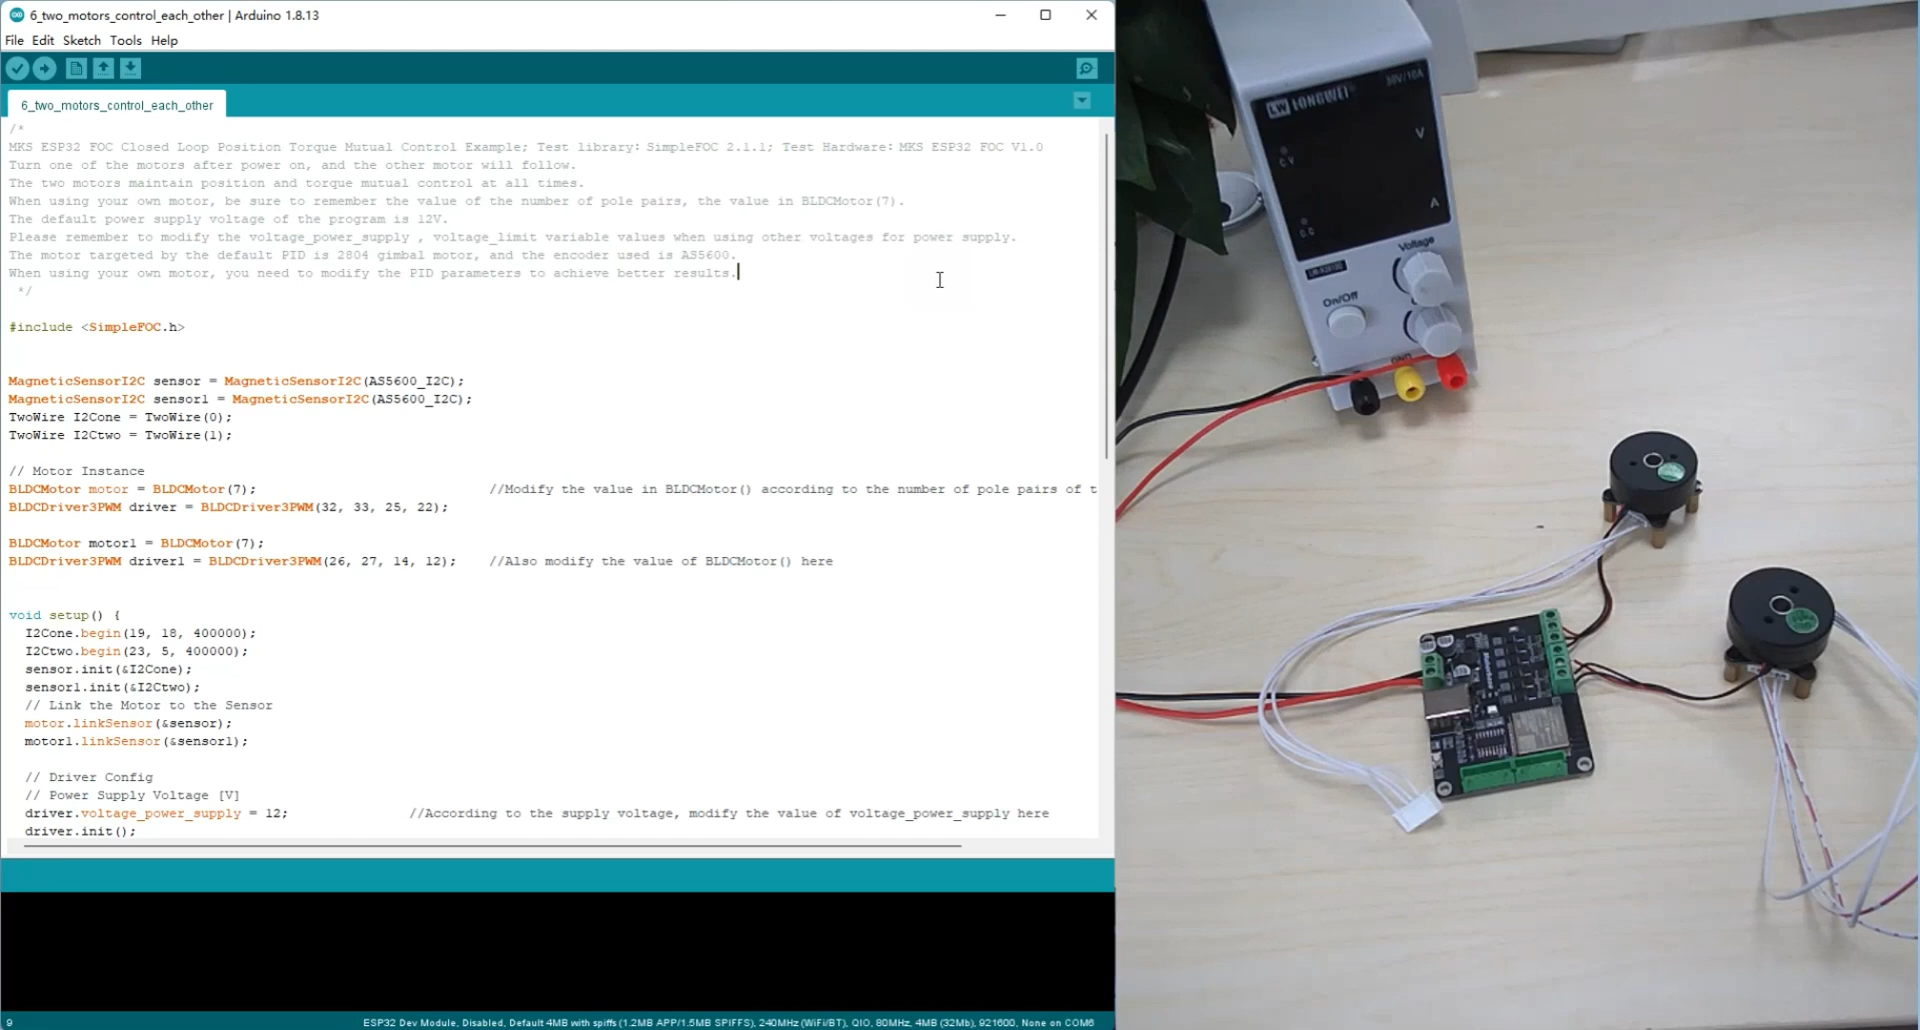 6_two_motors_control_each_other | Arduino 1.8.13
File Edit Sketch Tools Help
6_two_motors_control_each_other
/*
MKS ESP32 FOC Closed Loop Position Torque Mutual Control Example; Test library: SimpleFOC 2.1.1; Test Hardware: MKS ESP32 FOC V1.0
Turn one of the motors after power on, and the other motor will follow.
The two motors maintain position and torque mutual control at all times.
When using your own motor, be sure to remember the value of the number of pole pairs, the value in BLDCMotor(7).
The default power supply voltage of the program is 12V.
Please remember to modify the voltage_power_supply , voltage_limit variable values when using other voltages for power supply.
The motor targeted by the default PID is 2804 gimbal motor, and the encoder used is AS5600.
When using your own motor, you need to modify the PID parameters to achieve better results.
*/
#include <SimpleFOC.h>
MagneticSensorI2C sensor = MagneticSensorI2C(AS5600_I2C);
MagneticSensorI2C sensor1 = MagneticSensorI2C(AS5600_I2C);
TwoWire I2Cone = TwoWire(0);
TwoWire I2Ctwo = TwoWire(1);
// Motor Instance
BLDCMotor motor = BLDCMotor(7); //Modify the value in BLDCMotor() according to the number of pole pairs of t
BLDCDriver3PWM driver = BLDCDriver3PWM(32, 33, 25, 22);
BLDCMotor motor1 = BLDCMotor(7);
BLDCDriver3PWM driver1 = BLDCDriver3PWM(26, 27, 14, 12); //Also modify the value of BLDCMotor() here
void setup() {
I2Cone.begin(19, 18, 400000);
I2Ctwo.begin(23, 5, 400000);
sensor.init(&I2Cone);
sensor1.init(&I2Ctwo);
// Link the Motor to the Sensor
motor.linkSensor(&sensor);
motor1.linkSensor(&sensor1);
// Driver Config
// Power Supply Voltage [V]
driver.voltage_power_supply = 12; //According to the supply voltage, modify the value of voltage_power_supply here
driver.init();
9
ESP32 Dev Module, Disabled, Default 4MB with spiffs (1.2MB APP/1.5MB SPIFFS), 240MHz (WiFi/BT), QIO, 80MHz, 4MB (32Mb), 921600, None on COM6
LW LONGWEI
30V/10A
V
C.V
A
C.C
Voltage
On/Off
GND
Makerbase